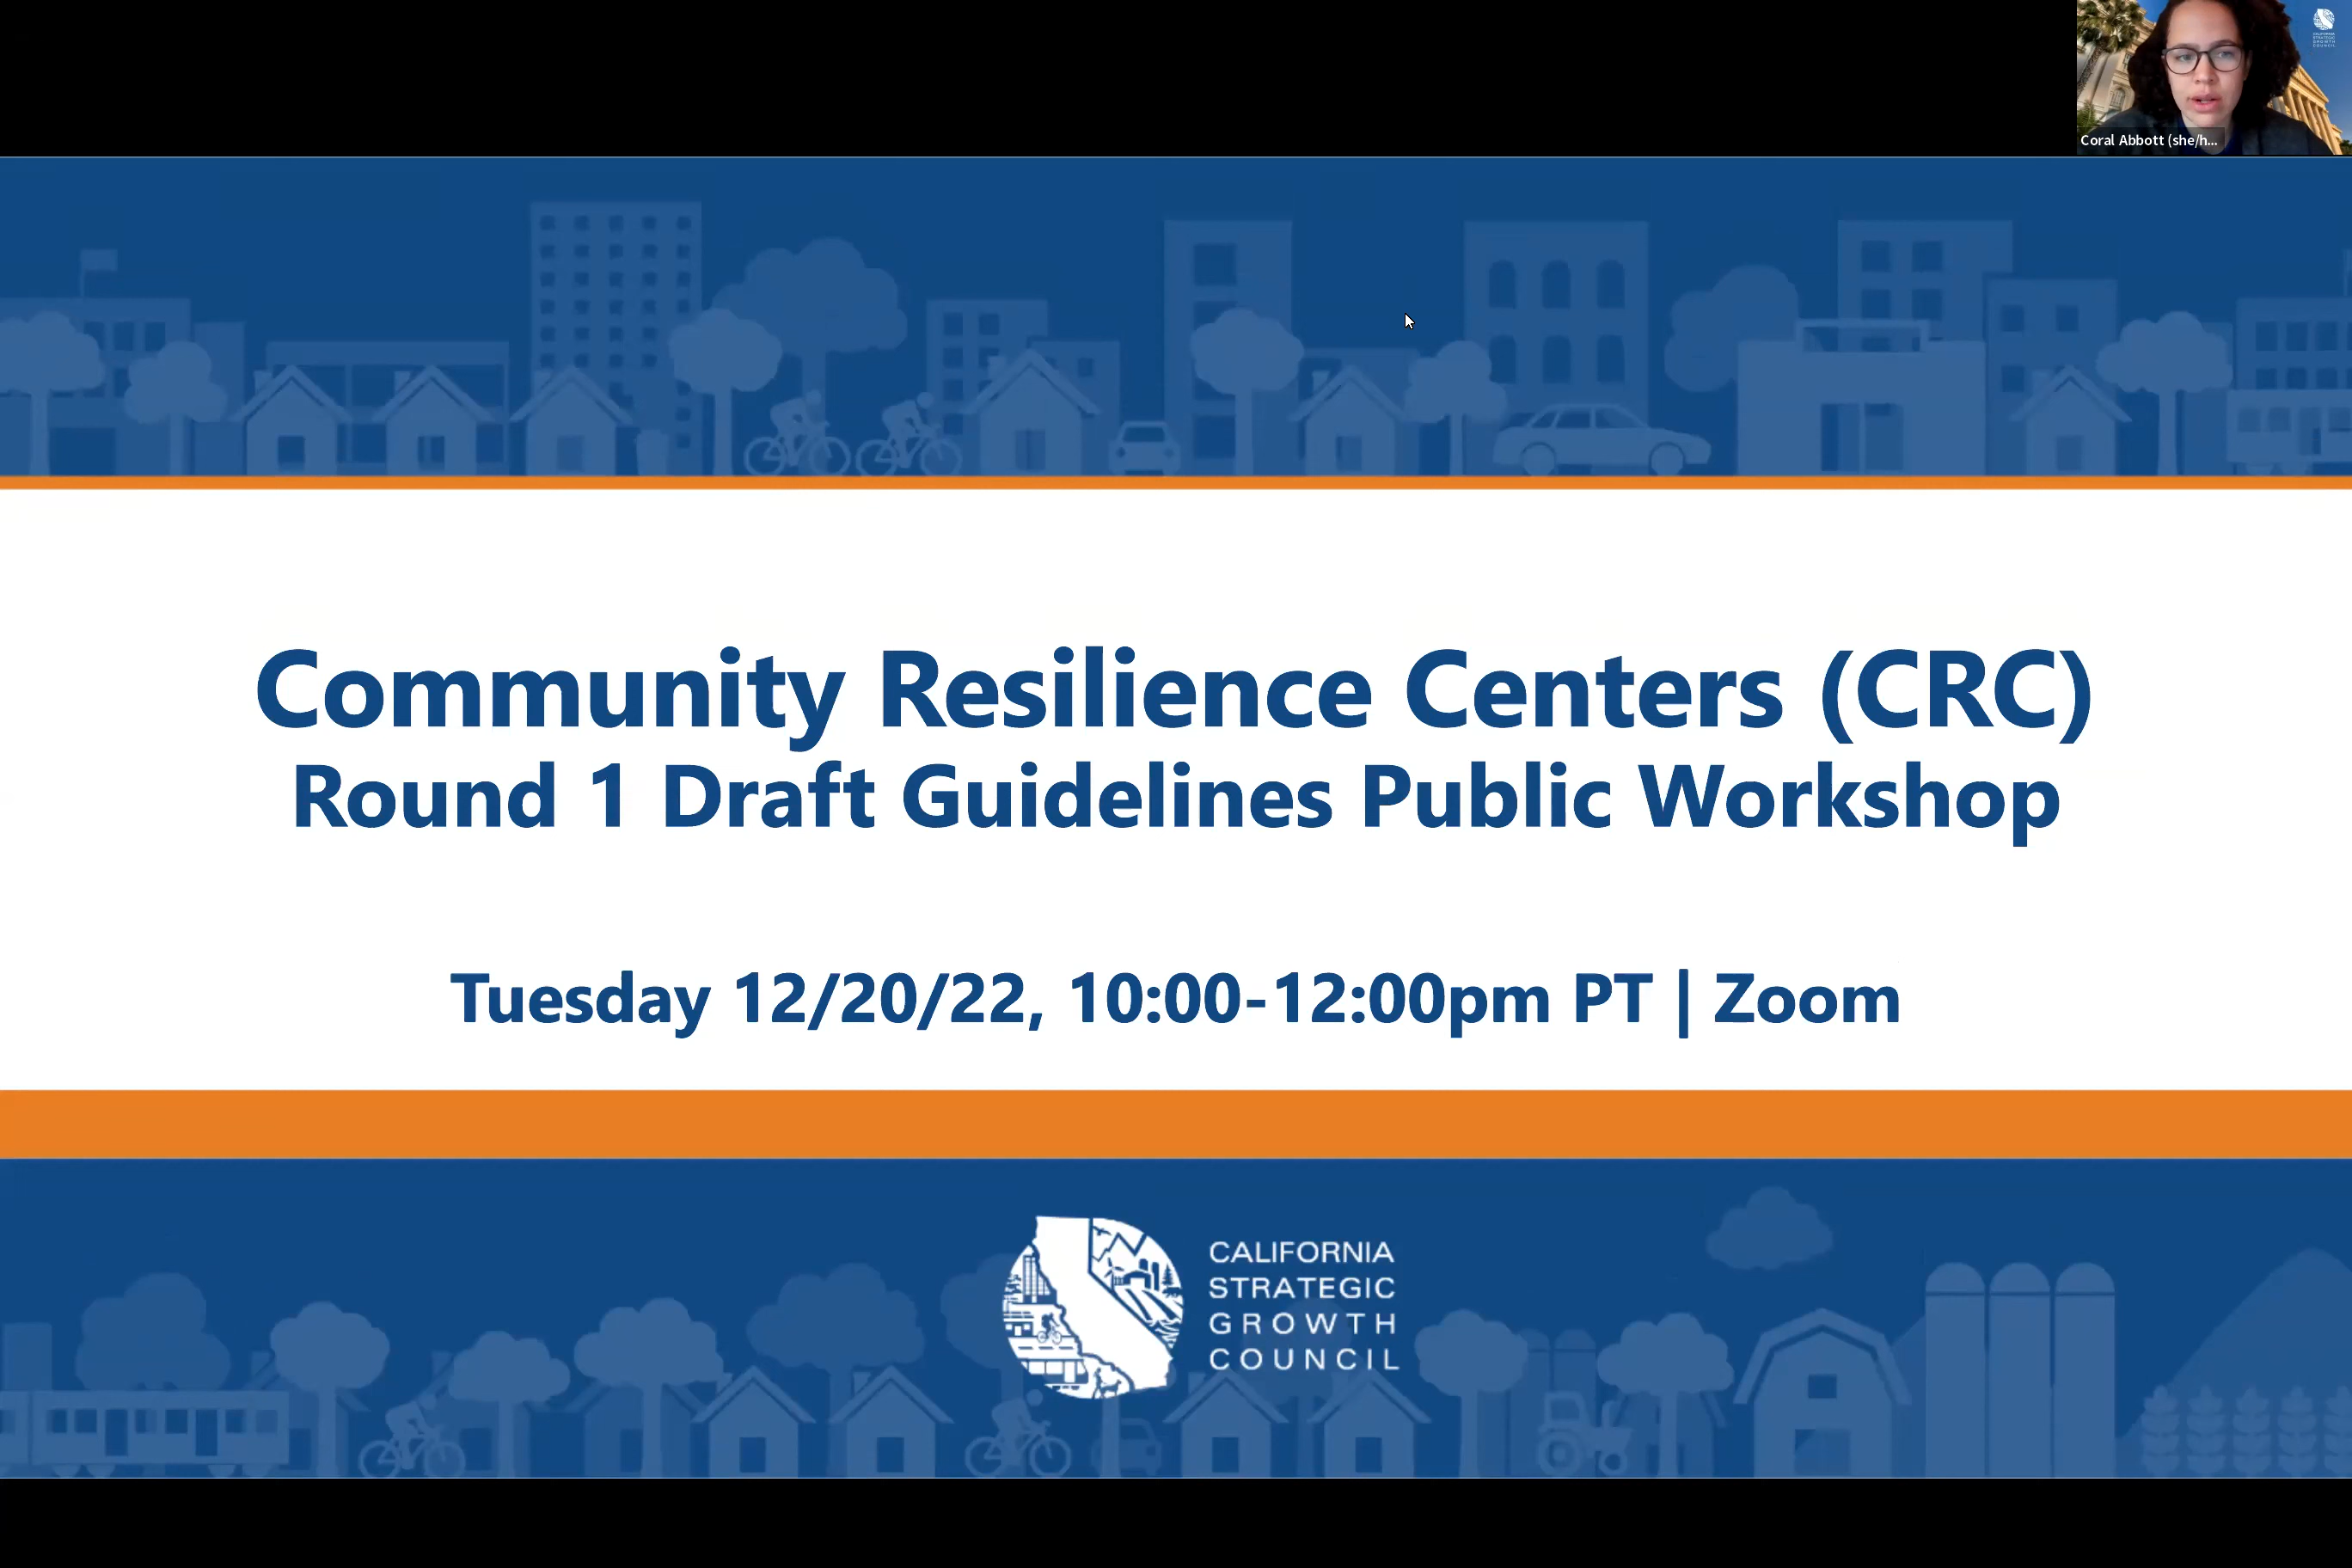 Coral Abbott (she/h...
Community Resilience Centers (CRC)
Round 1 Draft Guidelines Public Workshop
Tuesday 12/20/22, 10:00-12:00pm PT | Zoom
CALIFORNIA
STRATEGIC
GROWTH
COUNCIL